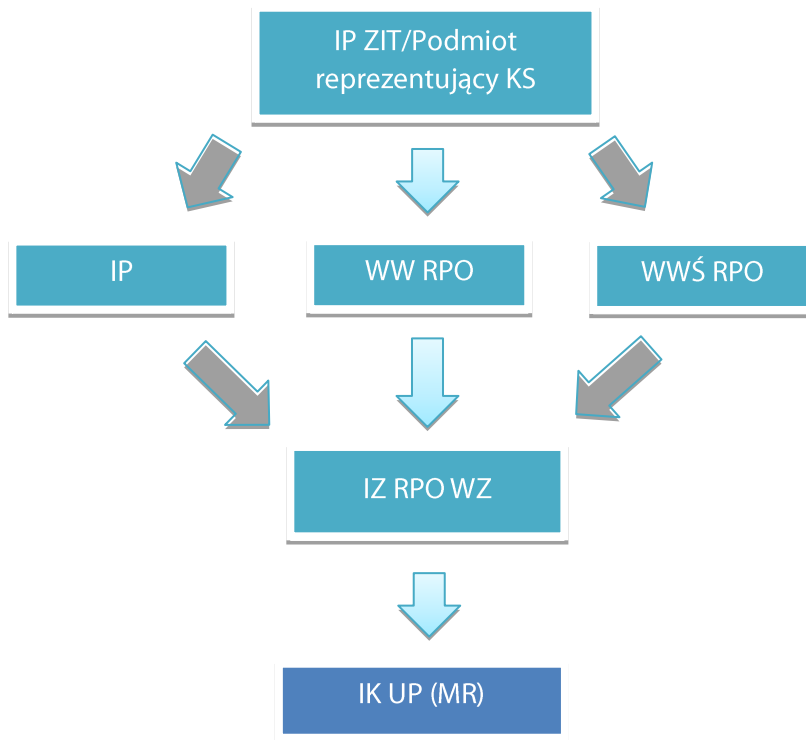 IP ZIT/Podmiot
reprezentujący KS
IP
WW RPO
WWŚ RPO
IZ RPO WZ
IK UP (MR)